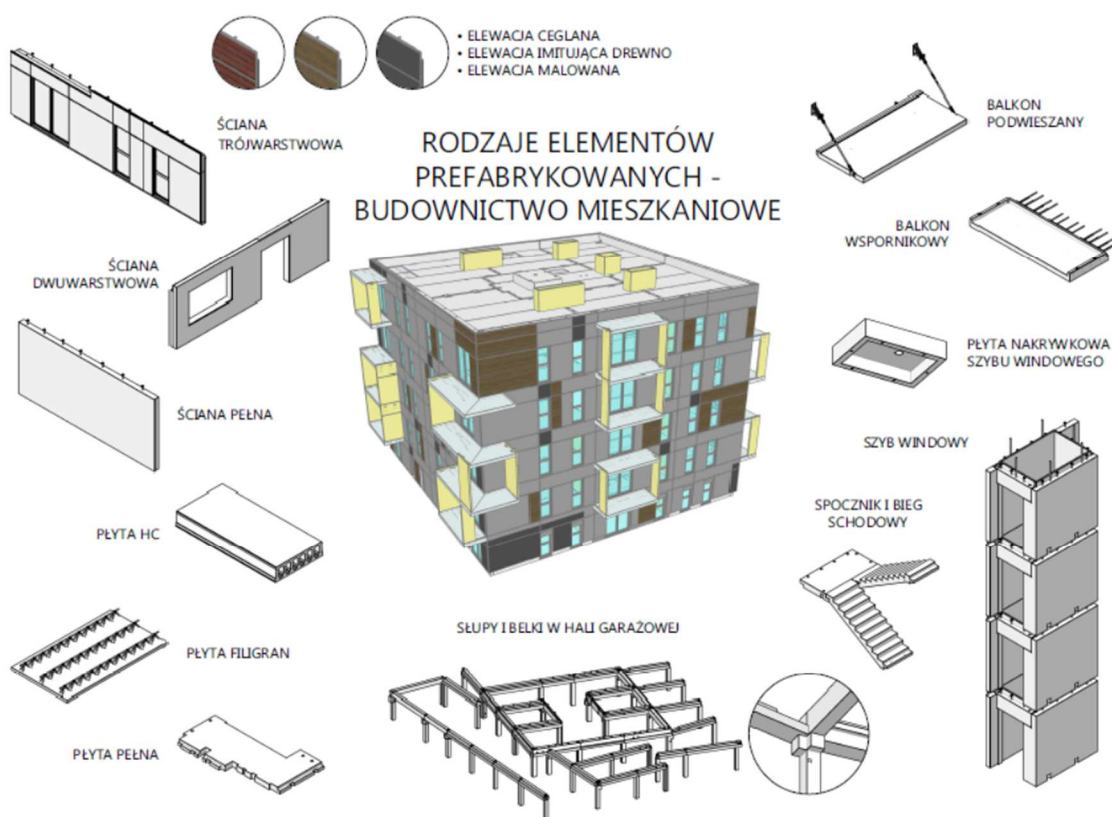 • ELEWACJA CEGLANA
• ELEWACJA IMITUJĄCA DREWNO
• ELEWACJA MALOWANA
ŚCIANA
TRÓJWARSTWOWA
RODZAJE ELEMENTÓW
PREFABRYKOWANYCH -
BUDOWNICTWO MIESZKANIOWE
BALKON
PODWIESZANY
BALKON
WSPORNIKOWY
ŚCIANA
DWUWARSTWOWA
PŁYTA NAKRYWKOWA
SZYBU WINDOWEGO
ŚCIANA PEŁNA
SZYB WINDOWY
SPOCZNIK I BIEG
SCHODOWY
PŁYTA HC
SŁUPY I BELKI W HALI GARAŻOWEJ
PŁYTA FILIGRAN
PŁYTA PEŁNA